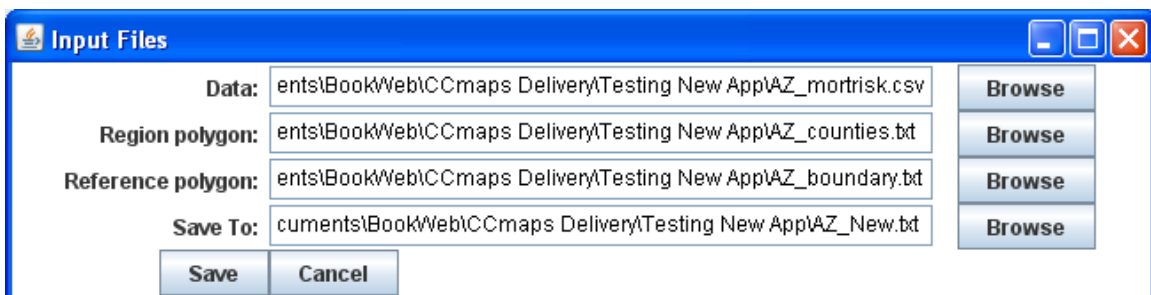 Input Files
Data: ents\BookWeb\CCmaps Delivery\Testing New App\AZ_mortrisk.csv Browse
Region polygon: ents\BookWeb\CCmaps Delivery\Testing New App\AZ_counties.txt Browse
Reference polygon: ents\BookWeb\CCmaps Delivery\Testing New App\AZ_boundary.txt Browse
Save To: cuments\BookWeb\CCmaps Delivery\Testing New App\AZ_New.txt Browse
Save Cancel